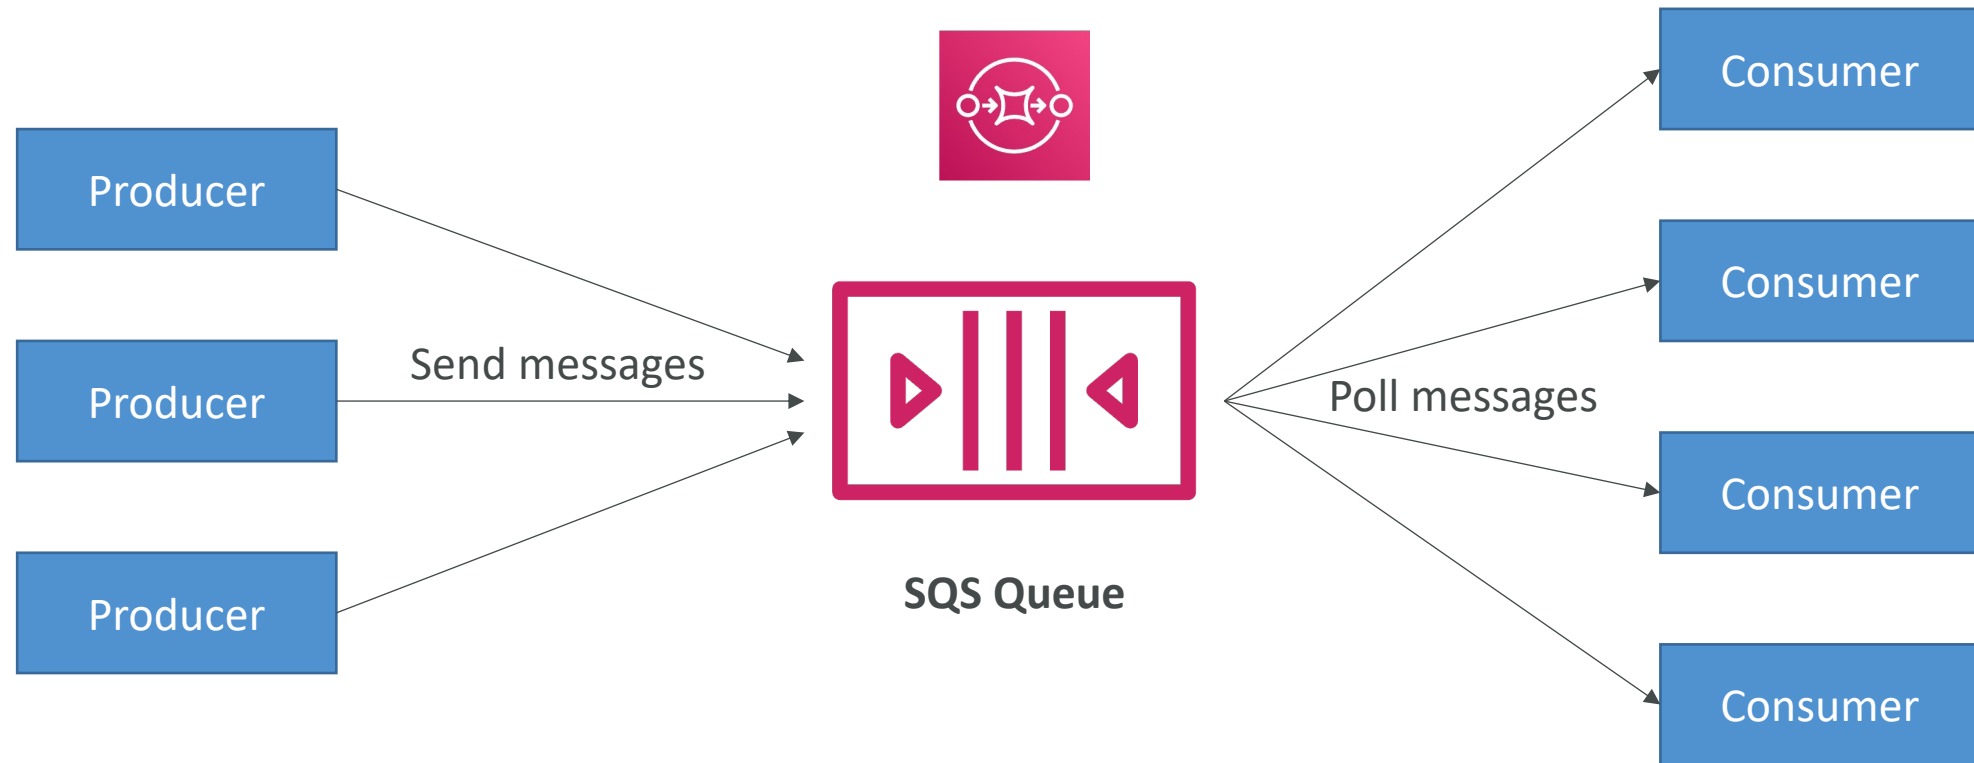 Producer
Producer
Producer
Send messages
SQS Queue
Poll messages
Consumer
Consumer
Consumer
Consumer